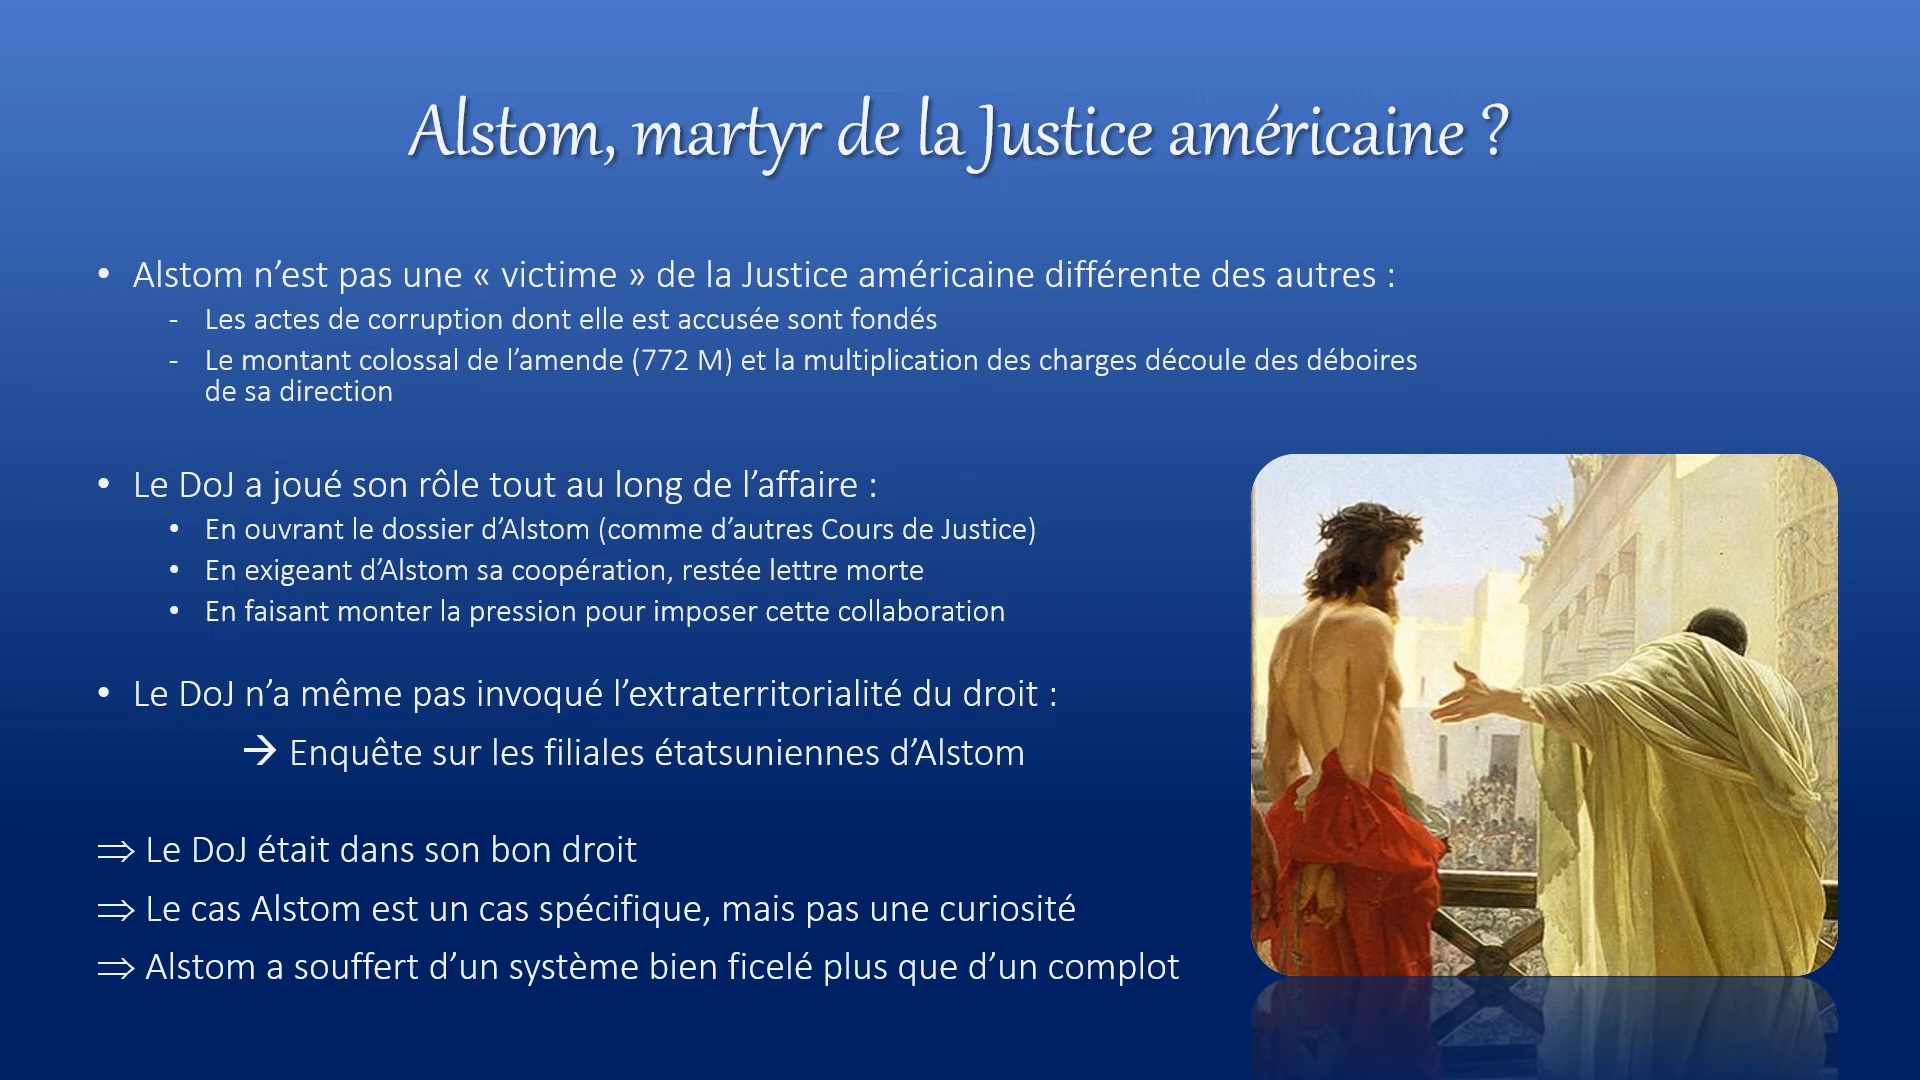 Alstom, martyr de la Justice américaine ?
• Alstom n’est pas une « victime » de la Justice américaine différente des autres :
- Les actes de corruption dont elle est accusée sont fondés
- Le montant colossal de l’amende (772 M) et la multiplication des charges découle des déboires
de sa direction
• Le DoJ a joué son rôle tout au long de l’affaire :
• En ouvrant le dossier d’Alstom (comme d’autres Cours de Justice)
• En exigeant d’Alstom sa coopération, restée lettre morte
• En faisant monter la pression pour imposer cette collaboration
• Le DoJ n’a même pas invoqué l’extraterritorialité du droit :
→ Enquête sur les filiales étatsuniennes d’Alstom
⇒ Le DoJ était dans son bon droit
⇒ Le cas Alstom est un cas spécifique, mais pas une curiosité
⇒ Alstom a souffert d’un système bien ficelé plus que d’un complot